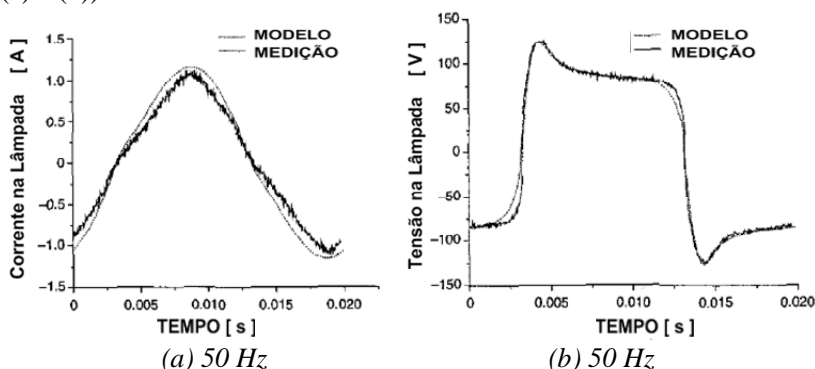 MODELO
MEDIÇÃO
Corrente na Lâmpada [ A ]
1.5
1.0
0.5
0
-0.5
-1.0
-1.5
0
0.005
0.010
0.015
0.020
TEMPO [ s ]
(a) 50 Hz
MODELO
MEDIÇÃO
Tensão na Lâmpada [ V ]
150
100
50
0
-50
-100
-150
0
0.005
0.010
0.015
0.020
TEMPO [ s ]
(b) 50 Hz